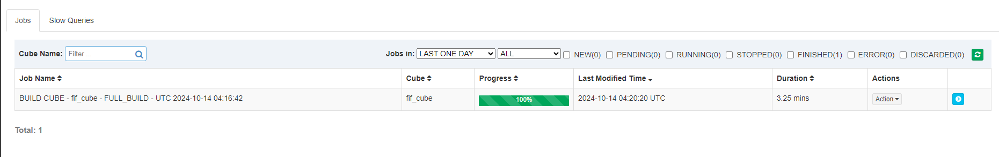 Jobs Slow Queries
Cube Name: Filter ... Jobs in: LAST ONE DAY ALL NEW(0) PENDING(0) RUNNING(0) STOPPED(0) FINISHED(1) ERROR(0) DISCARDED(0)
Job Name Cube Progress Last Modified Time Duration Actions
BUILD CUBE - fif_cube - FULL_BUILD - UTC 2024-10-14 04:16:42 fif_cube 100% 2024-10-14 04:20:20 UTC 3.25 mins Action
Total: 1